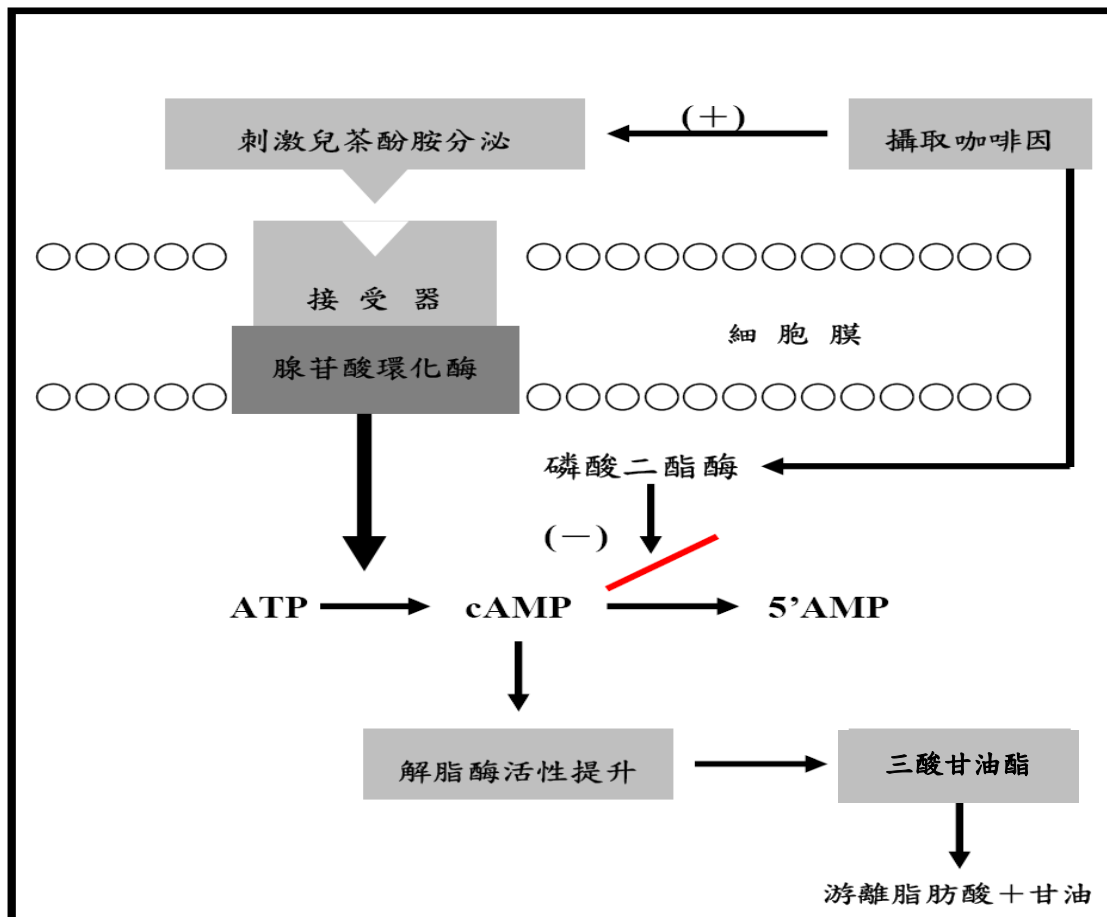 (＋)
刺激兒茶酚胺分泌
攝取咖啡因
接受器
細胞膜
腺苷酸環化酶
磷酸二酯酶
(－)
ATP
cAMP
5’AMP
解脂酶活性提升
三酸甘油酯
游離脂肪酸＋甘油